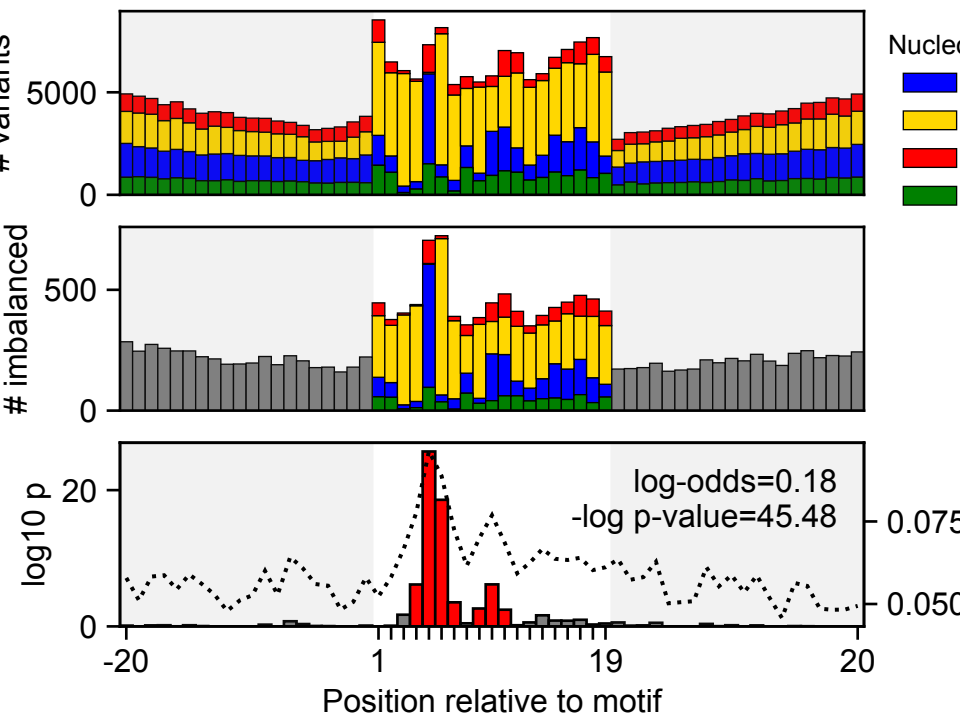 # variants
Nucleo
5000
0
# imbalanced
500
0
log10 p
20
0
log-odds=0.18
-log p-value=45.48
0.075
0.050
-20
1
19
20
Position relative to motif